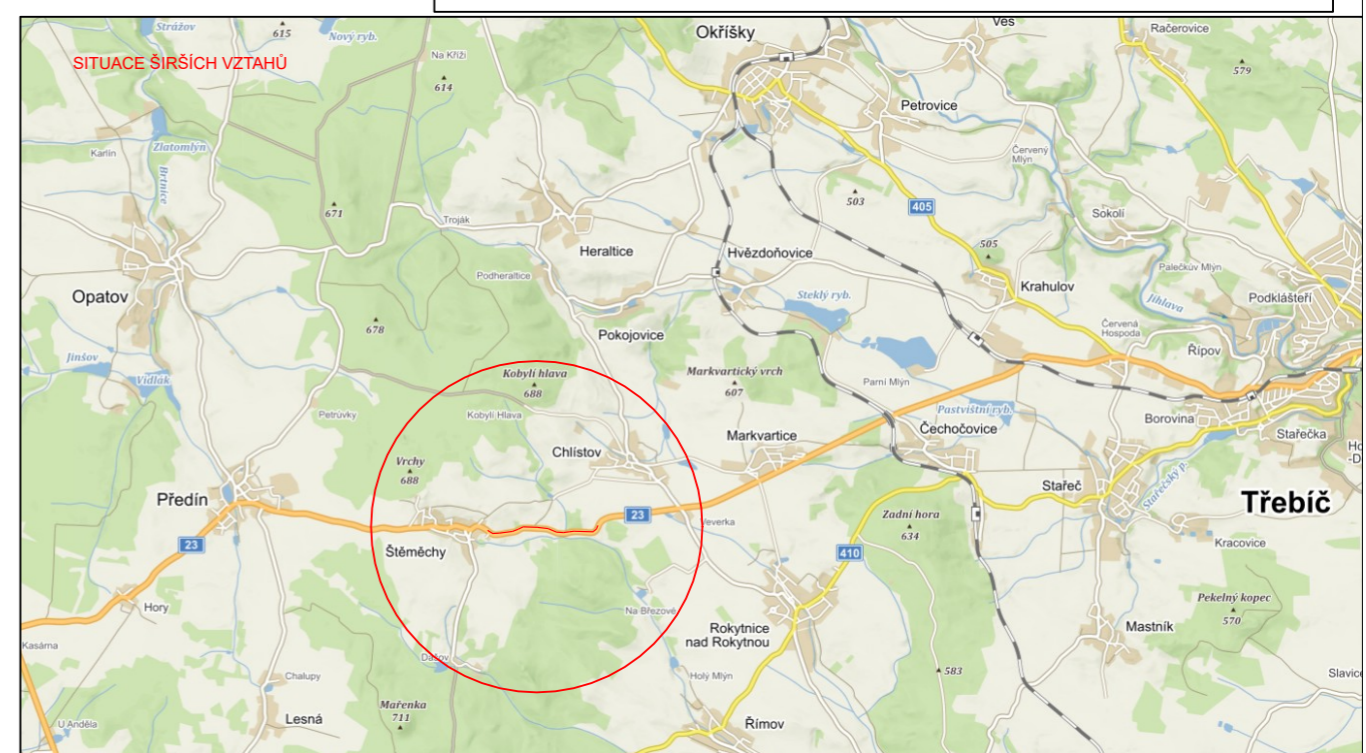 SITUACE ŠIRŠÍCH VZTAHŮ
Strážov
615
Nový ryb.
Na Kříži
614
Okříšky
Ves
Račerovice
579
Petrovice
Karlín
Zlatomlýn
Brtnice
Červený
Mlýn
671
Troják
503
405
Sokolí
Heraltice
Hvězdoňovice
505
Podheraltice
Palečkův Mlýn
Opatov
Steklý ryb.
Krahulov
Jihlava
Podklášteří
678
Pokojovice
Červená
Hospoda
Řípov
Jinšov
Vidlák
Kobylí hlava
688
Markvartický vrch
607
Parní Mlýn
Petrůvky
Kobylí Hlava
Pastvištní ryb.
Borovina
Chlístov
Markvartice
Čechočovice
Stařečka
Ho
-D
Vrchy
688
Předín
Stařeč
Stařečský p.
Třebíč
23
Veverka
Zadní hora
634
23
Štěměchy
410
Kracovice
Hory
Na Březové
Pekelný kopec
570
Rokytnice
nad Rokytnou
Mastník
Kasárna
Dašov
583
Chalupy
Holý Mlýn
Slavice
Mařenka
711
U Anděla
Lesná
Římov